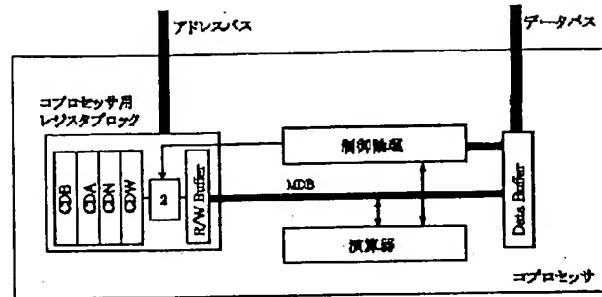 アドレスバス
データバス
コプロセッサ用
レジスタブロック
制御論理
CDB
CDA
CDN
CDW
2
R/W Buffer
MDB
Data Buffer
演算器
コプロセッサ